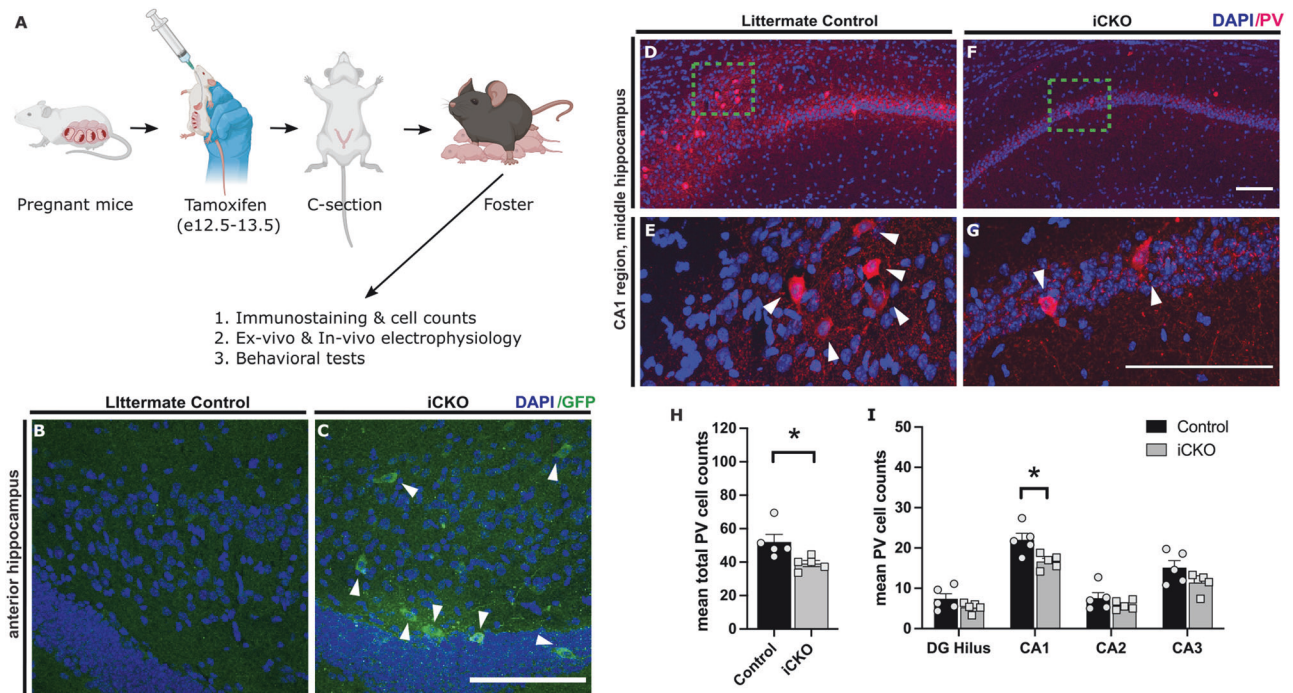 A
Pregnant mice
Tamoxifen
(e12.5-13.5)
C-section
Foster
1. Immunostaining & cell counts
2. Ex-vivo & In-vivo electrophysiology
3. Behavioral tests
LIttermate Control
iCKO
DAPI/GFP
anterior hippocampus
B
C
Littermate Control
iCKO
DAPI/PV
CA1 region, middle hippocampus
D
F
E
G
H
mean total PV cell counts
120
100
80
60
40
20
0
*
Control
iCKO
I
mean PV cell counts
50
40
30
20
10
0
*
Control
iCKO
DG Hilus
CA1
CA2
CA3